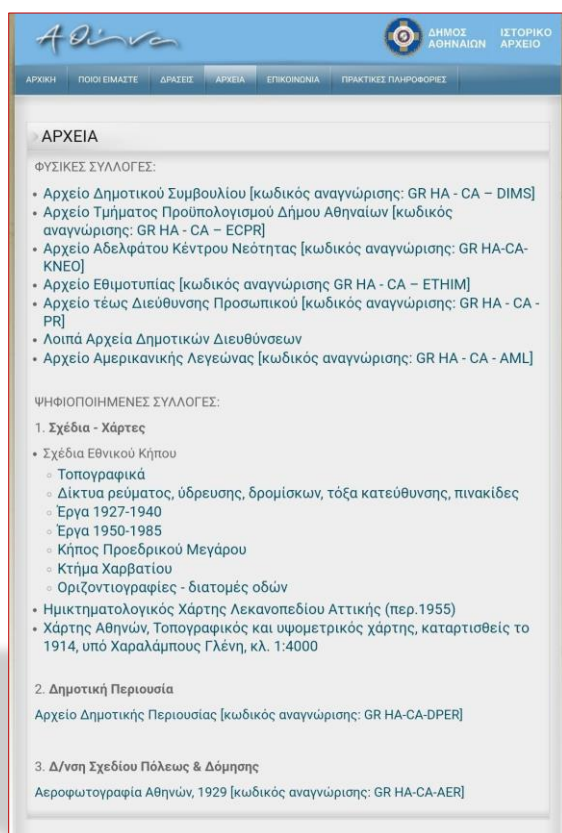 Αθίνα
ΔΗΜΟΣ ΑΘΗΝΑΙΩΝ
ΙΣΤΟΡΙΚΟ ΑΡΧΕΙΟ
ΑΡΧΙΚΗ ΠΟΙΟΙ ΕΙΜΑΣΤΕ ΔΡΑΣΕΙΣ ΑΡΧΕΙΑ ΕΠΙΚΟΙΝΩΝΙΑ ΠΡΑΚΤΙΚΕΣ ΠΛΗΡΟΦΟΡΙΕΣ
ΑΡΧΕΙΑ
ΦΥΣΙΚΕΣ ΣΥΛΛΟΓΕΣ:
• Αρχείο Δημοτικού Συμβουλίου [κωδικός αναγνώρισης: GR HA - CA – DIMS]
• Αρχείο Τμήματος Προϋπολογισμού Δήμου Αθηναίων [κωδικός
αναγνώρισης: GR HA - CA – ECPR]
• Αρχείο Αδελφάτου Κέντρου Νεότητας [κωδικός αναγνώρισης: GR HA-CA-
KNEO]
• Αρχείο Εθιμοτυπίας [κωδικός αναγνώρισης GR HA - CA – ETHIM]
• Αρχείο τέως Διεύθυνσης Προσωπικού [κωδικός αναγνώρισης: GR HA - CA -
PR]
• Λοιπά Αρχεία Δημοτικών Διευθύνσεων
• Αρχείο Αμερικανικής Λεγεώνας [κωδικός αναγνώρισης: GR HA - CA - AML]
ΨΗΦΙΟΠΟΙΗΜΕΝΕΣ ΣΥΛΛΟΓΕΣ:
1. Σχέδια - Χάρτες
• Σχέδια Εθνικού Κήπου
◦ Τοπογραφικά
◦ Δίκτυα ρεύματος, ύδρευσης, δρομίσκων, τόξα κατεύθυνσης, πινακίδες
◦ Έργα 1927-1940
◦ Έργα 1950-1985
◦ Κήπος Προεδρικού Μεγάρου
◦ Κτήμα Χαρβατίου
◦ Οριζοντιογραφίες - διατομές οδών
• Ημικτηματολογικός Χάρτης Λεκανοπεδίου Αττικής (περ.1955)
• Χάρτης Αθηνών, Τοπογραφικός και υψομετρικός χάρτης, καταρτισθείς το
1914, υπό Χαραλάμπους Γλένη, κλ. 1:4000
2. Δημοτική Περιουσία
Αρχείο Δημοτικής Περιουσίας [κωδικός αναγνώρισης: GR HA-CA-DPER]
3. Δ/νση Σχεδίου Πόλεως & Δόμησης
Αεροφωτογραφία Αθηνών, 1929 [κωδικός αναγνώρισης: GR HA-CA-AER]